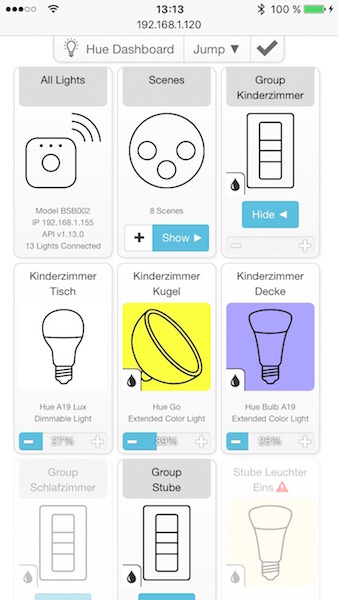 13:13
100 %
192.168.1.120
Hue Dashboard
Jump ▼
All Lights
Scenes
Group
Kinderzimmer
Model BSB002
IP 192.168.1.155
API v1.13.0
13 Lights Connected
8 Scenes
+
Show ▶
Hide ◀
Kinderzimmer
Tisch
Kinderzimmer
Kugel
Kinderzimmer
Decke
Hue A19 Lux
Dimmable Light
Hue Go
Extended Color Light
Hue Bulb A19
Extended Color Light
27%
39%
25%
Group
Schlafzimmer
Group
Stube
Stube Leuchter
Eins